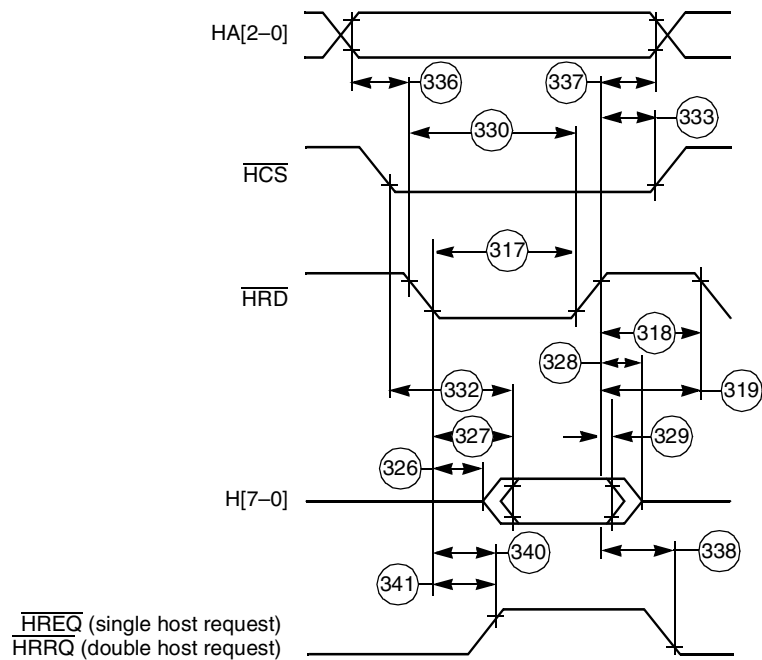 HA[2–0]
336
337
333
330
HCS
317
HRD
318
328
332
319
327
329
326
H[7–0]
340
338
341
HREQ (single host request)
HRRQ (double host request)